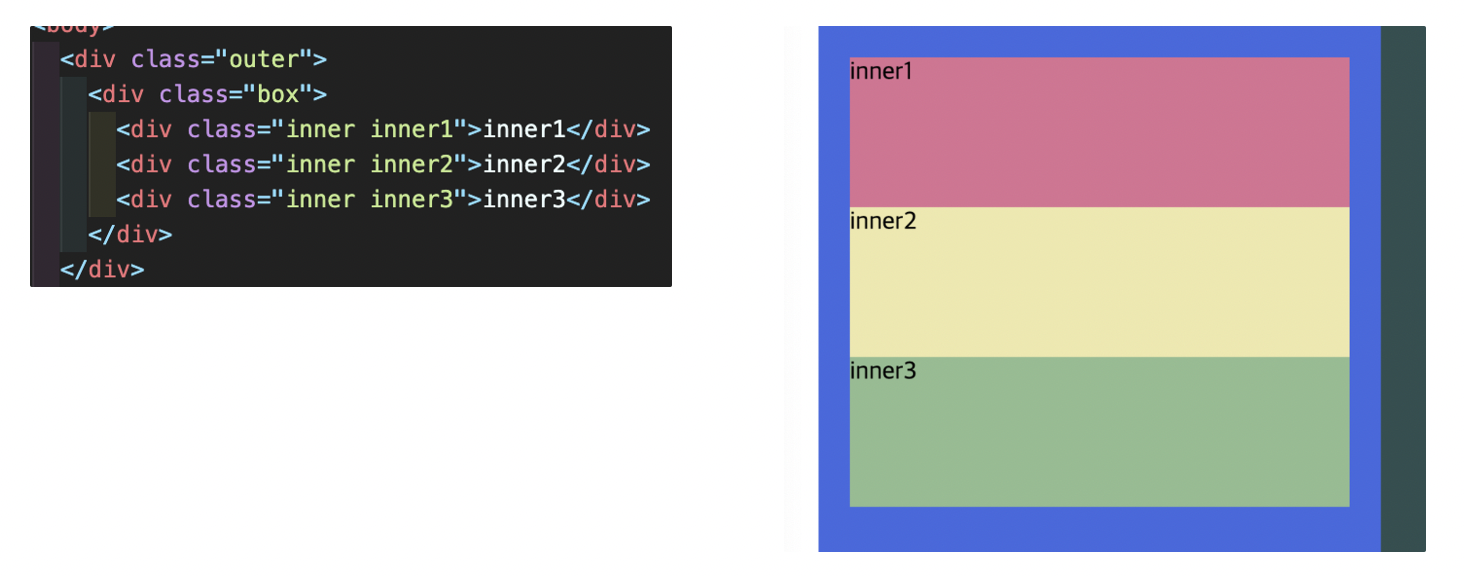 <body>
<div class="outer">
<div class="box">
<div class="inner inner1">inner1</div>
<div class="inner inner2">inner2</div>
<div class="inner inner3">inner3</div>
</div>
</div>
inner1
inner2
inner3